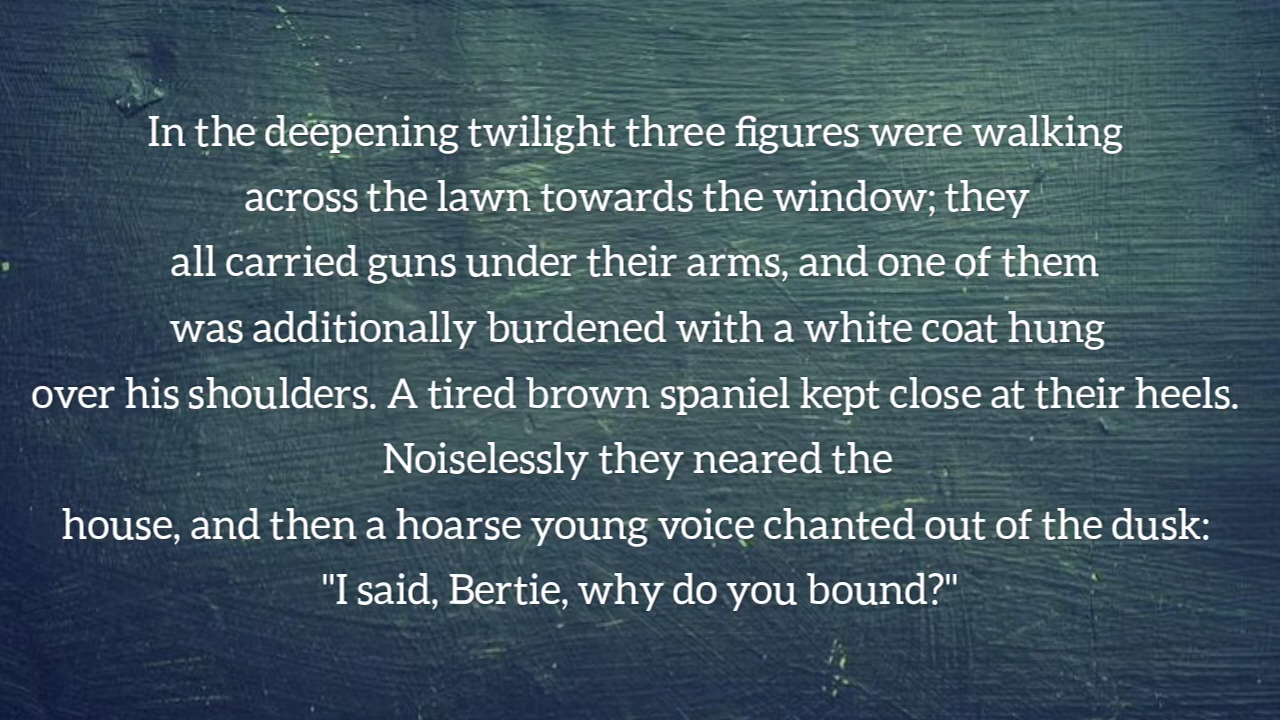 In the deepening twilight three figures were walking
across the lawn towards the window; they
all carried guns under their arms, and one of them
was additionally burdened with a white coat hung
over his shoulders. A tired brown spaniel kept close at their heels.
Noiselessly they neared the
house, and then a hoarse young voice chanted out of the dusk:
"I said, Bertie, why do you bound?"